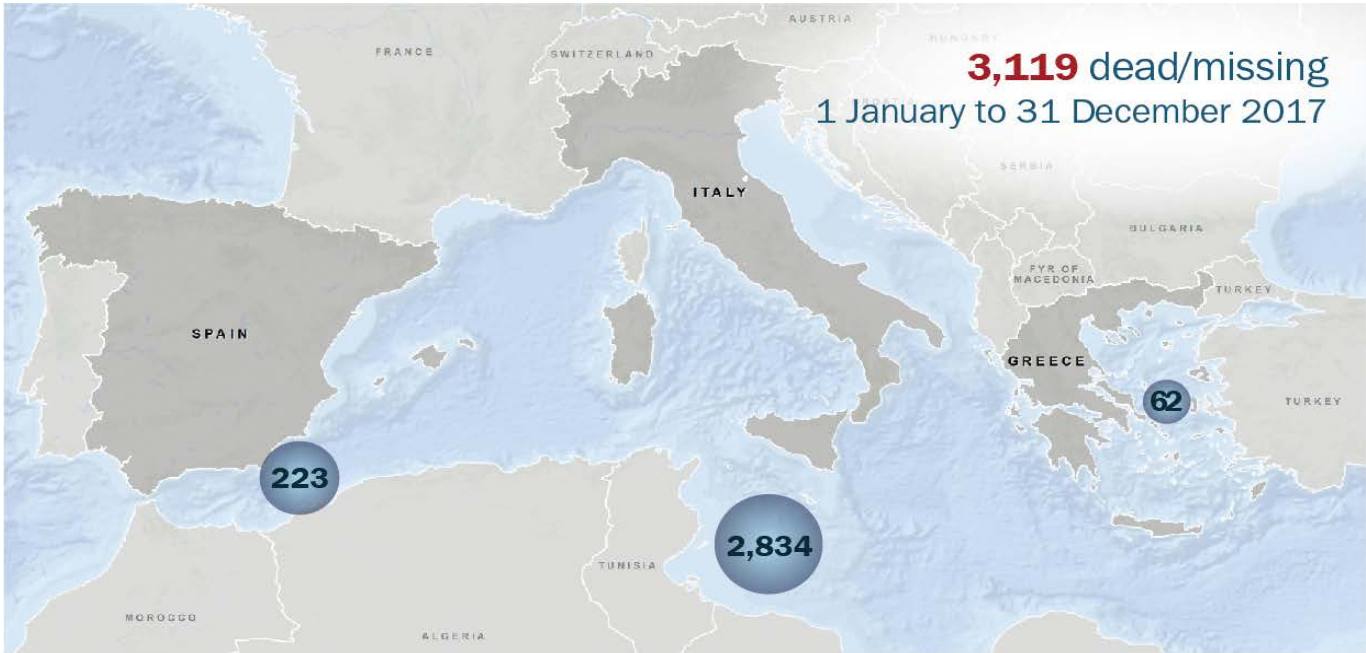 AUSTRIA
HUNGARY
FRANCE
SWITZERLAND
3,119 dead/missing
1 January to 31 December 2017
SERBIA
ITALY
BULGARIA
FYR OF
MACEDONIA
TURKEY
SPAIN
GREECE
62
TURKEY
223
2,834
TUNISIA
MOROCCO
ALGERIA